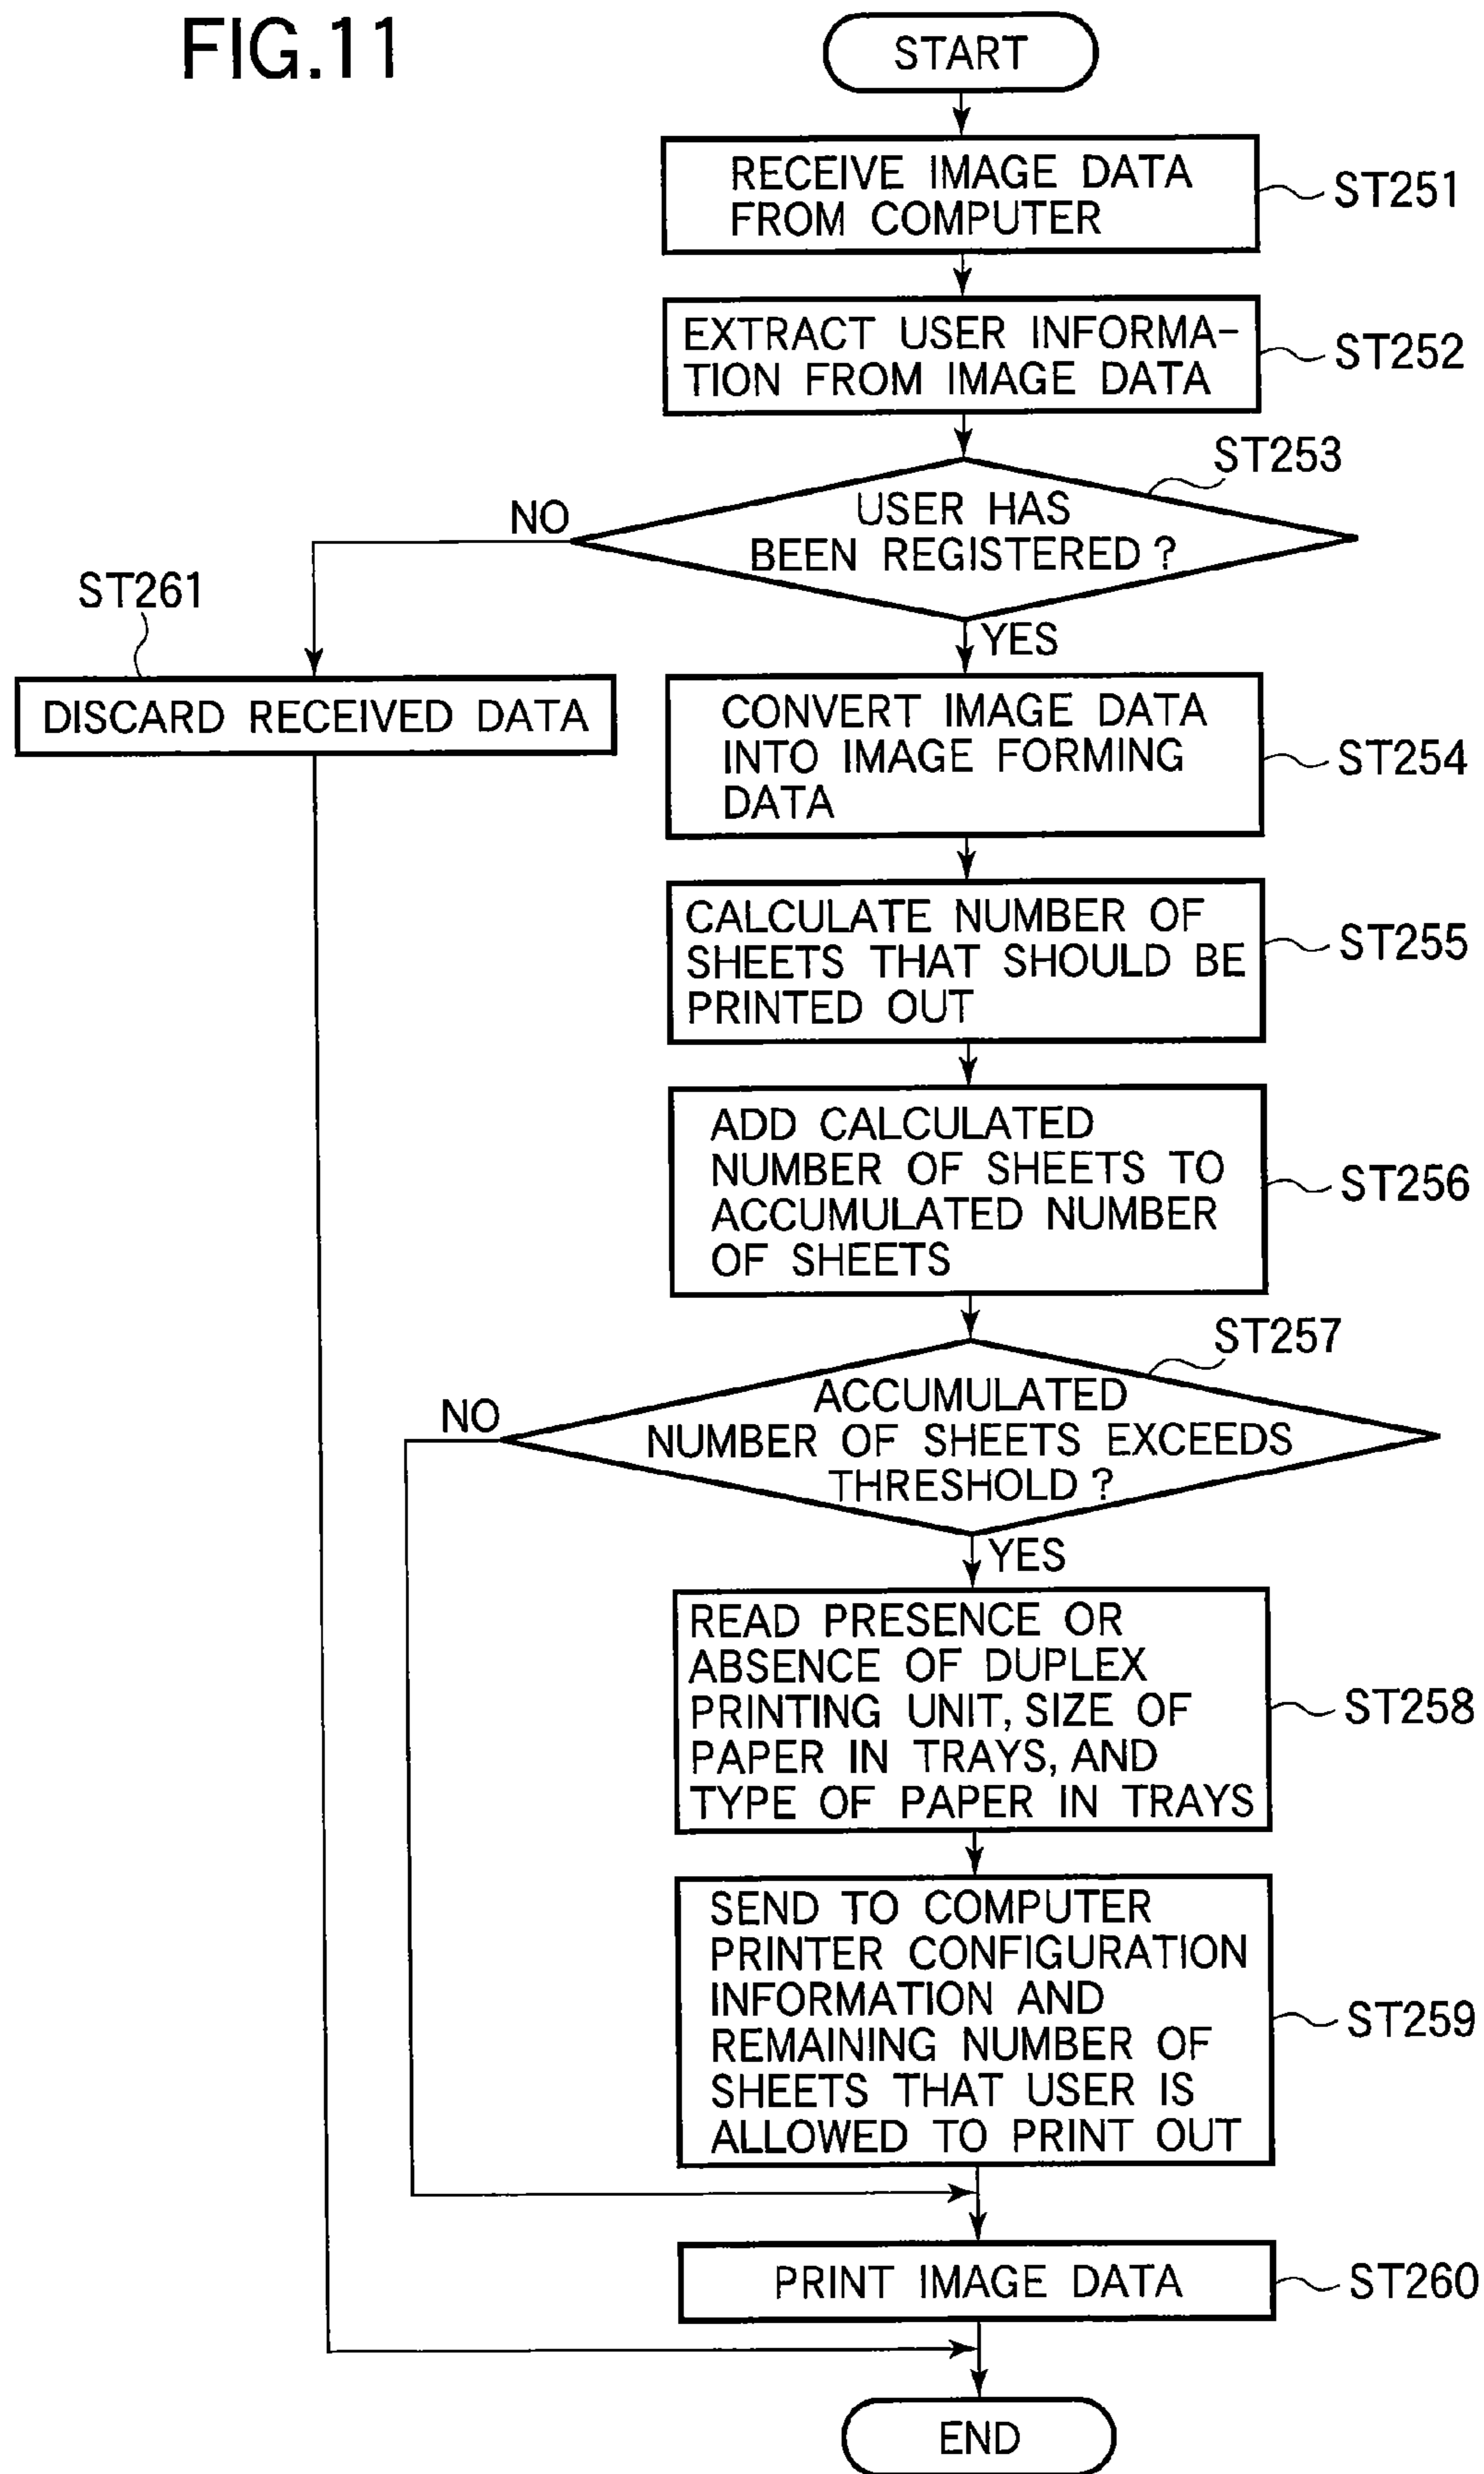 FIG.11
START
RECEIVE IMAGE DATA
FROM COMPUTER
ST251
EXTRACT USER INFORMA-
TION FROM IMAGE DATA
ST252
ST253
USER HAS
BEEN REGISTERED?
NO
YES
ST261
DISCARD RECEIVED DATA
CONVERT IMAGE DATA
INTO IMAGE FORMING
DATA
ST254
CALCULATE NUMBER OF
SHEETS THAT SHOULD BE
PRINTED OUT
ST255
ADD CALCULATED
NUMBER OF SHEETS TO
ACCUMULATED NUMBER
OF SHEETS
ST256
ST257
ACCUMULATED
NUMBER OF SHEETS EXCEEDS
THRESHOLD?
NO
YES
READ PRESENCE OR
ABSENCE OF DUPLEX
PRINTING UNIT, SIZE OF
PAPER IN TRAYS, AND
TYPE OF PAPER IN TRAYS
ST258
SEND TO COMPUTER
PRINTER CONFIGURATION
INFORMATION AND
REMAINING NUMBER OF
SHEETS THAT USER IS
ALLOWED TO PRINT OUT
ST259
PRINT IMAGE DATA
ST260
END